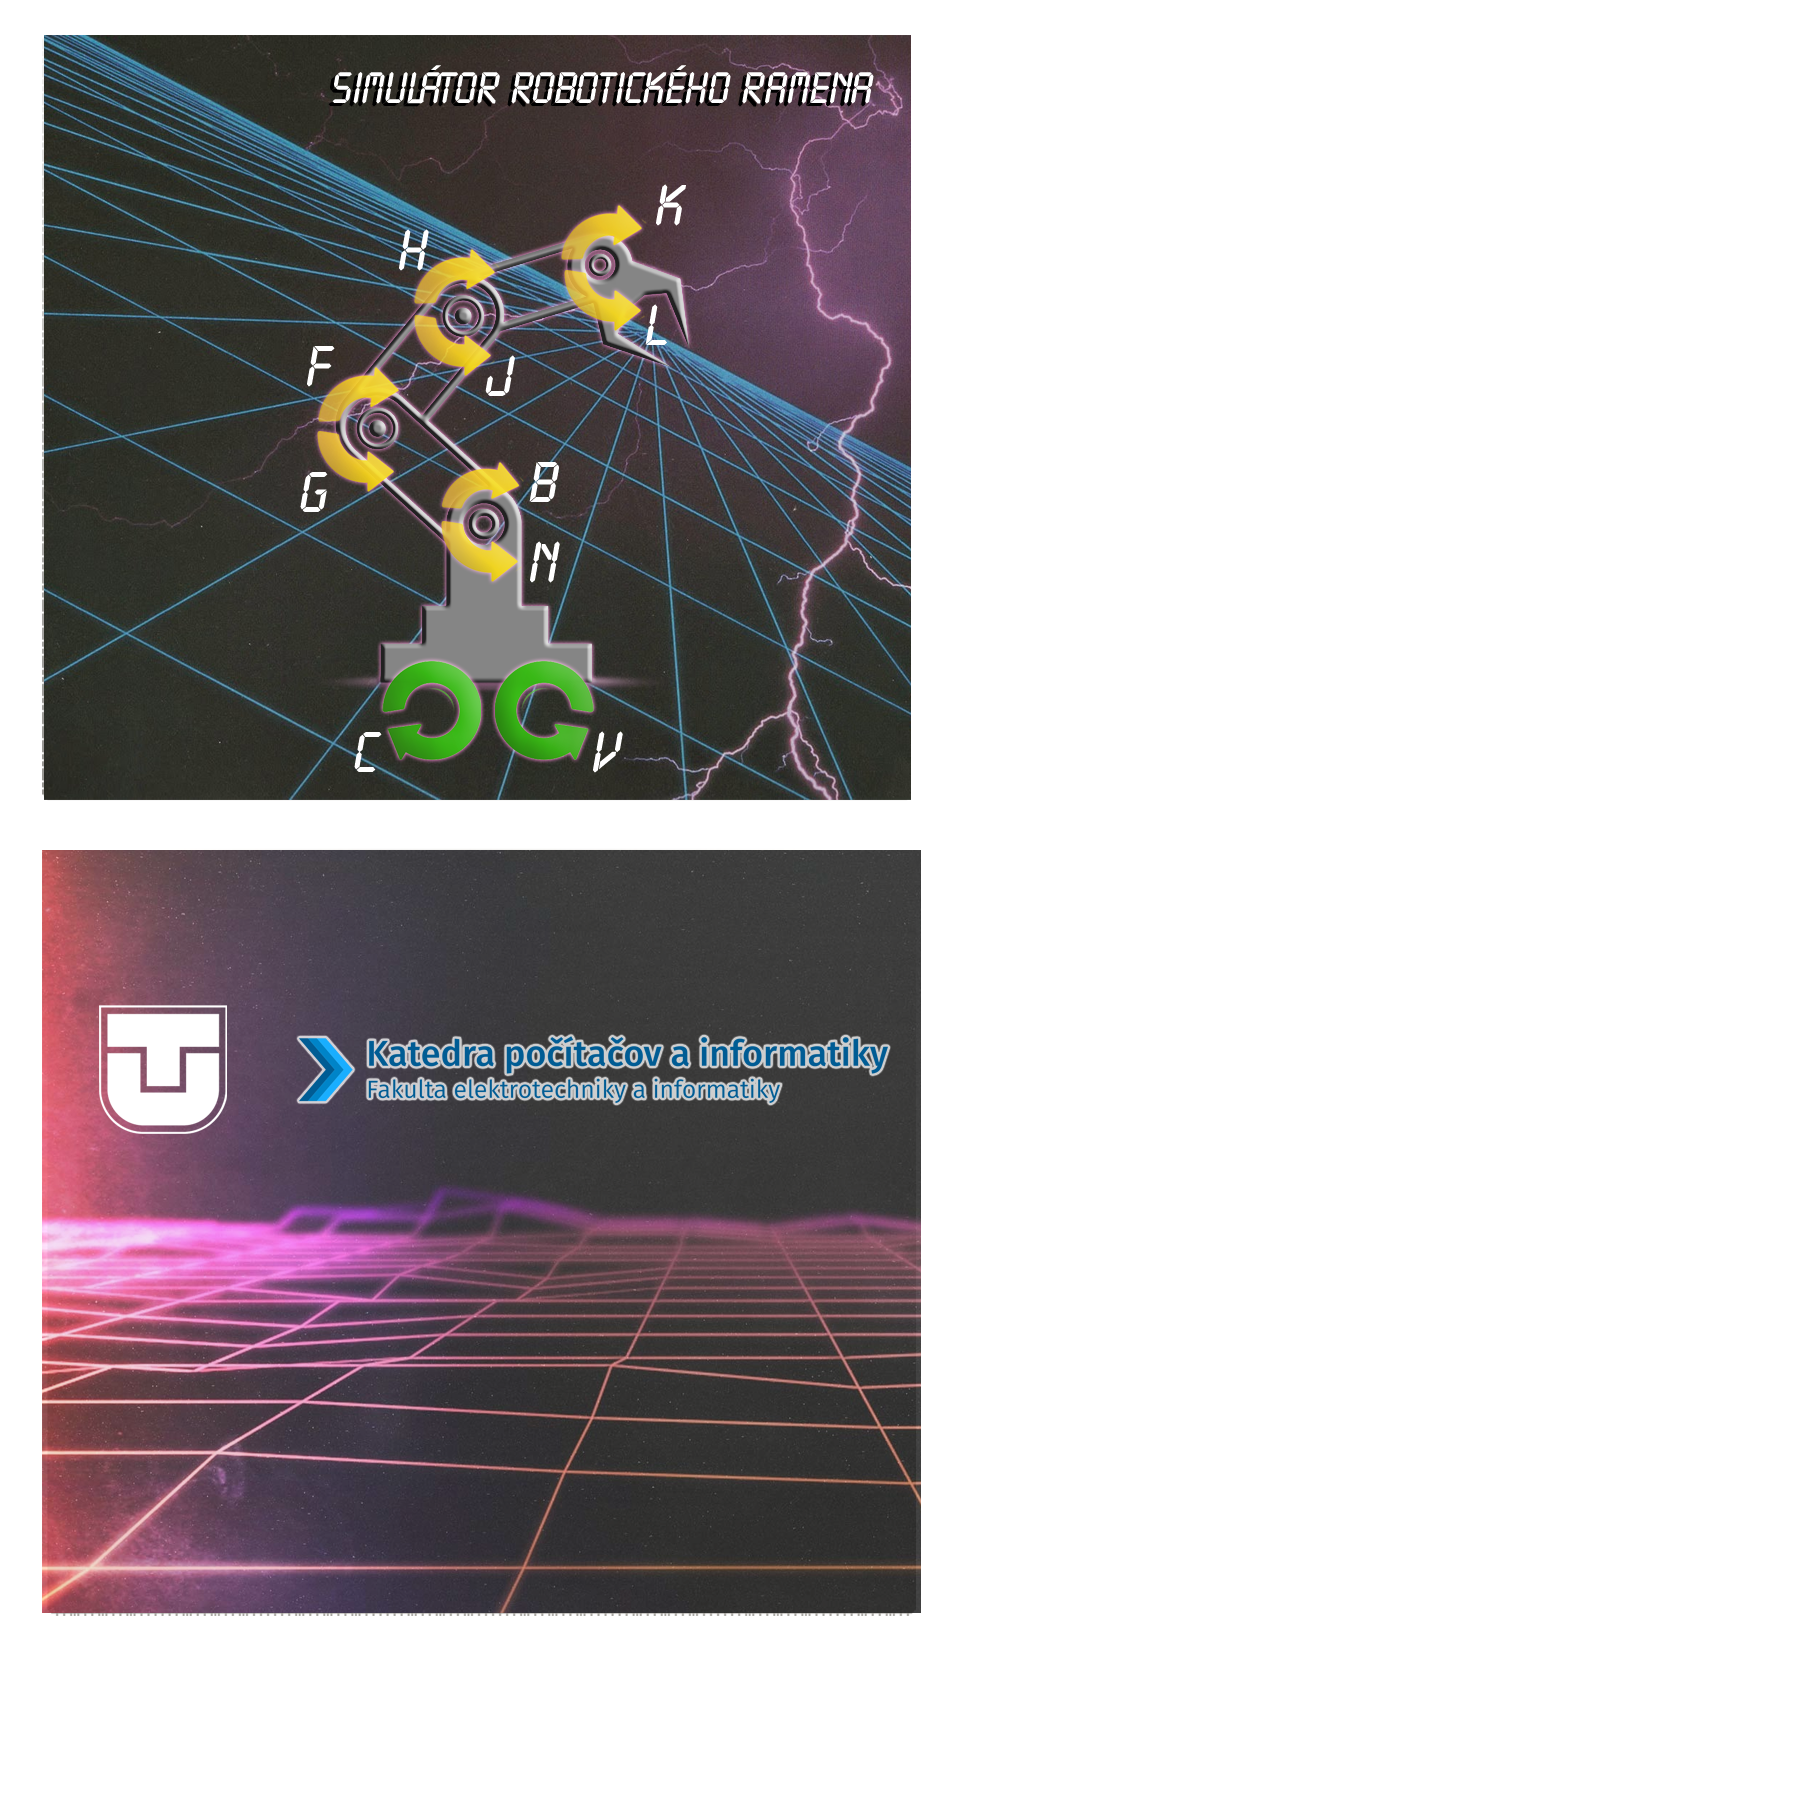 SIMULÁTOR ROBOTICKÉHO RAMENA
K
H
L
F
J
G
B
N
C
V
Katedra počítačov a informatiky
Fakulta elektrotechniky a informatiky